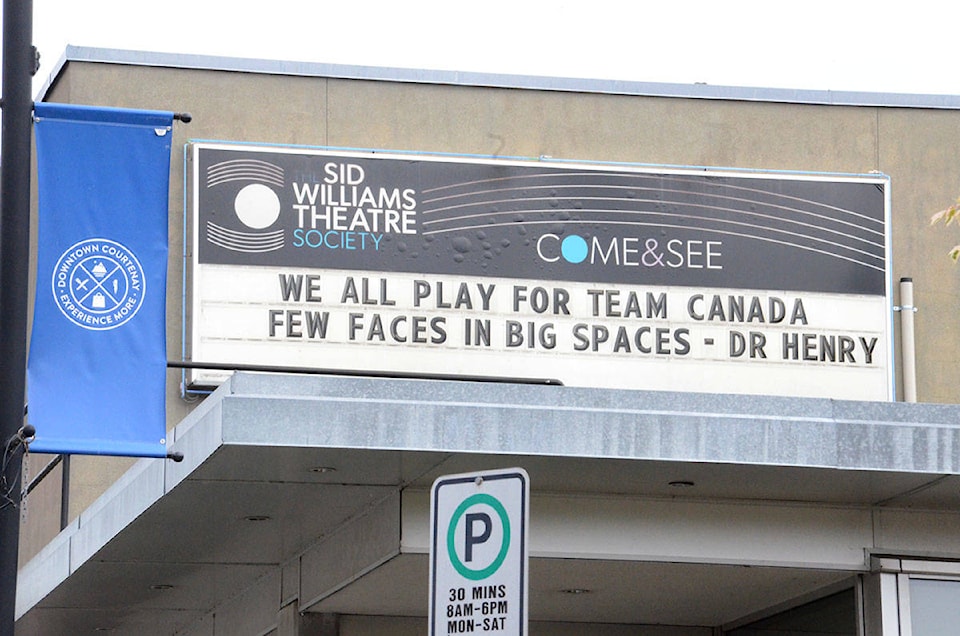 THE
SID
WILLIAMS
THEATRE
SOCIETY
COME&SEE
WE ALL PLAY FOR TEAM CANADA
FEW FACES IN BIG SPACES - DR HENRY
DOWNTOWN COURTENAY
EXPERIENCE MORE
P
30 MINS
8AM-6PM
MON-SAT